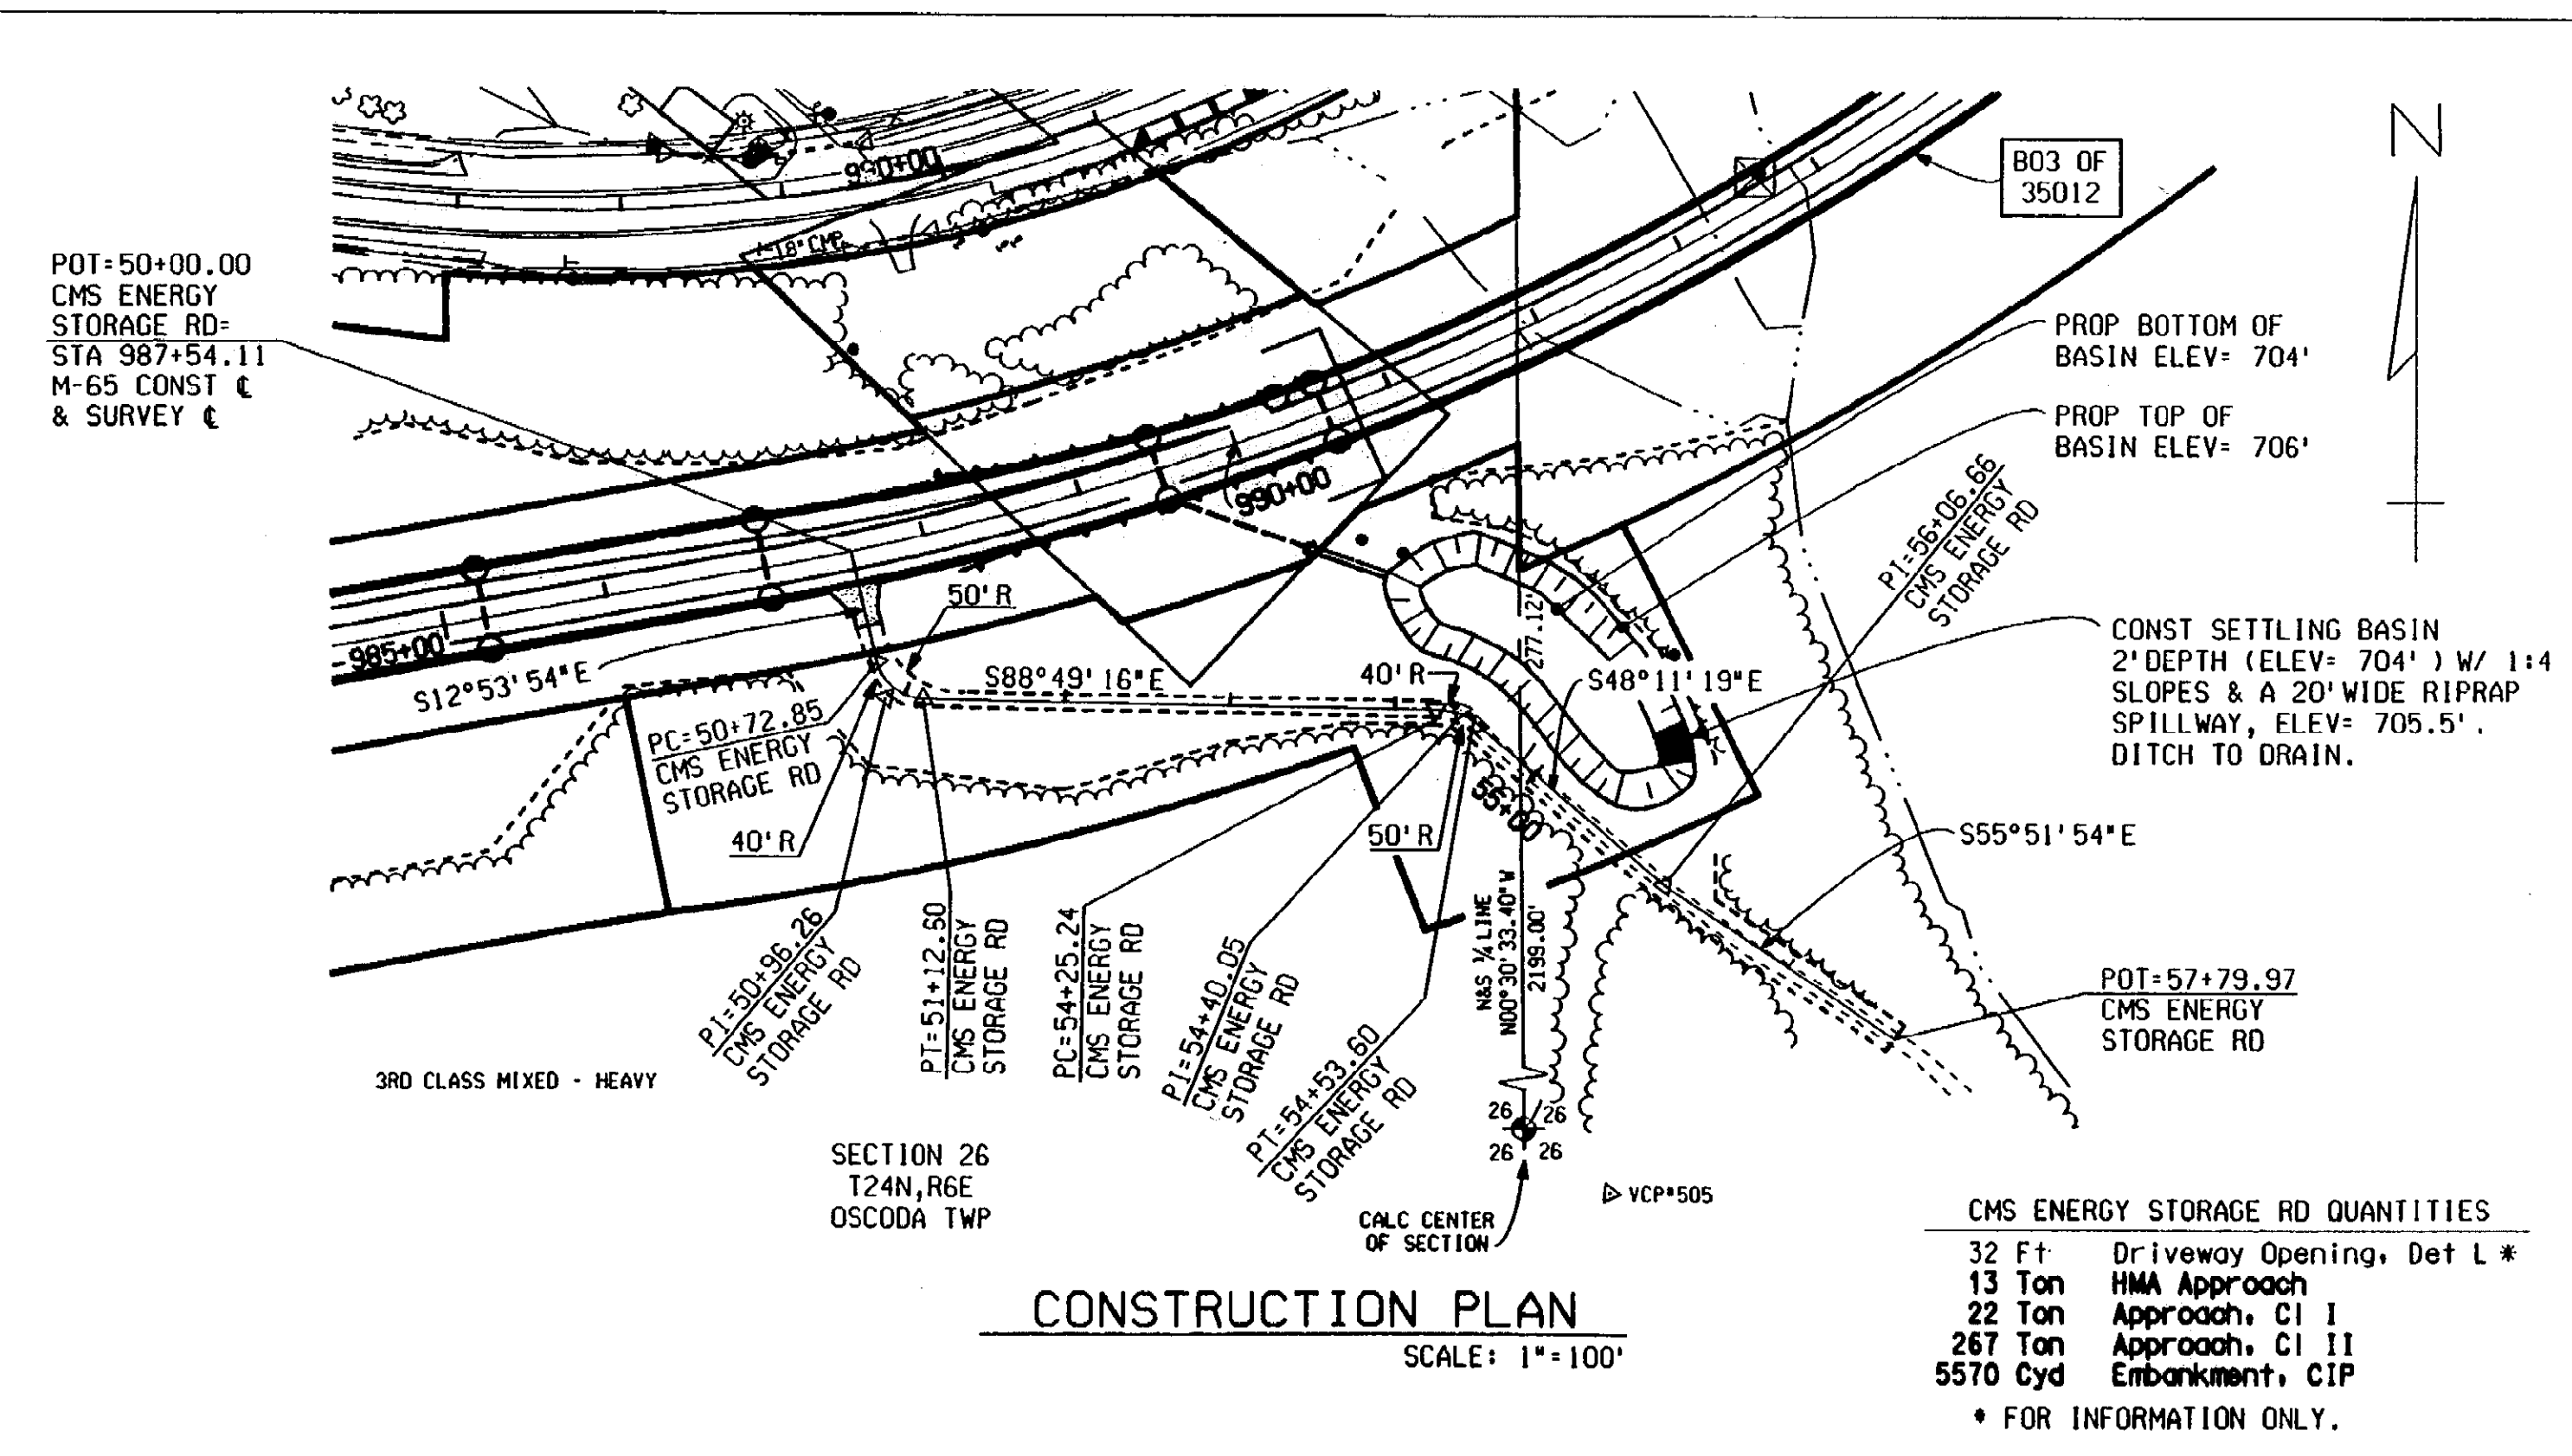 POT=50+00.00
CMS ENERGY
STORAGE RD=
STA 987+54.11
M-65 CONST ℄
& SURVEY ℄
990+00
18" CMP
B03 OF
35012
N
PROP BOTTOM OF
BASIN ELEV= 704'
PROP TOP OF
BASIN ELEV= 706'
PI=56+06.66
CMS ENERGY
STORAGE RD
990+00
985+00
S12°53'54"E
50'R
S88°49'16"E
40'R
277.12'
S48°11'19"E
CONST SETTLING BASIN
2'DEPTH (ELEV= 704' ) W/ 1:4
SLOPES & A 20'WIDE RIPRAP
SPILLWAY, ELEV= 705.5'.
DITCH TO DRAIN.
PC=50+72.85
CMS ENERGY
STORAGE RD
40'R
50'R
55+00
S55°51'54"E
PI=50+96.26
CMS ENERGY
STORAGE RD
PT=51+12.60
CMS ENERGY
STORAGE RD
PC=54+25.24
CMS ENERGY
STORAGE RD
PI=54+40.05
CMS ENERGY
STORAGE RD
PT=54+53.60
CMS ENERGY
STORAGE RD
N&S ¼ LINE
N00°30'33.40"W
2199.00'
POT=57+79.97
CMS ENERGY
STORAGE RD
3RD CLASS MIXED - HEAVY
26 26
26 26
SECTION 26
T24N,R6E
OSCODA TWP
CALC CENTER
OF SECTION
VCP#505
CONSTRUCTION PLAN
SCALE: 1"=100'
CMS ENERGY STORAGE RD QUANTITIES
32 Ft Driveway Opening, Det L *
13 Ton HMA Approach
22 Ton Approach, Cl I
267 Ton Approach, Cl II
5570 Cyd Embankment, CIP
* FOR INFORMATION ONLY.